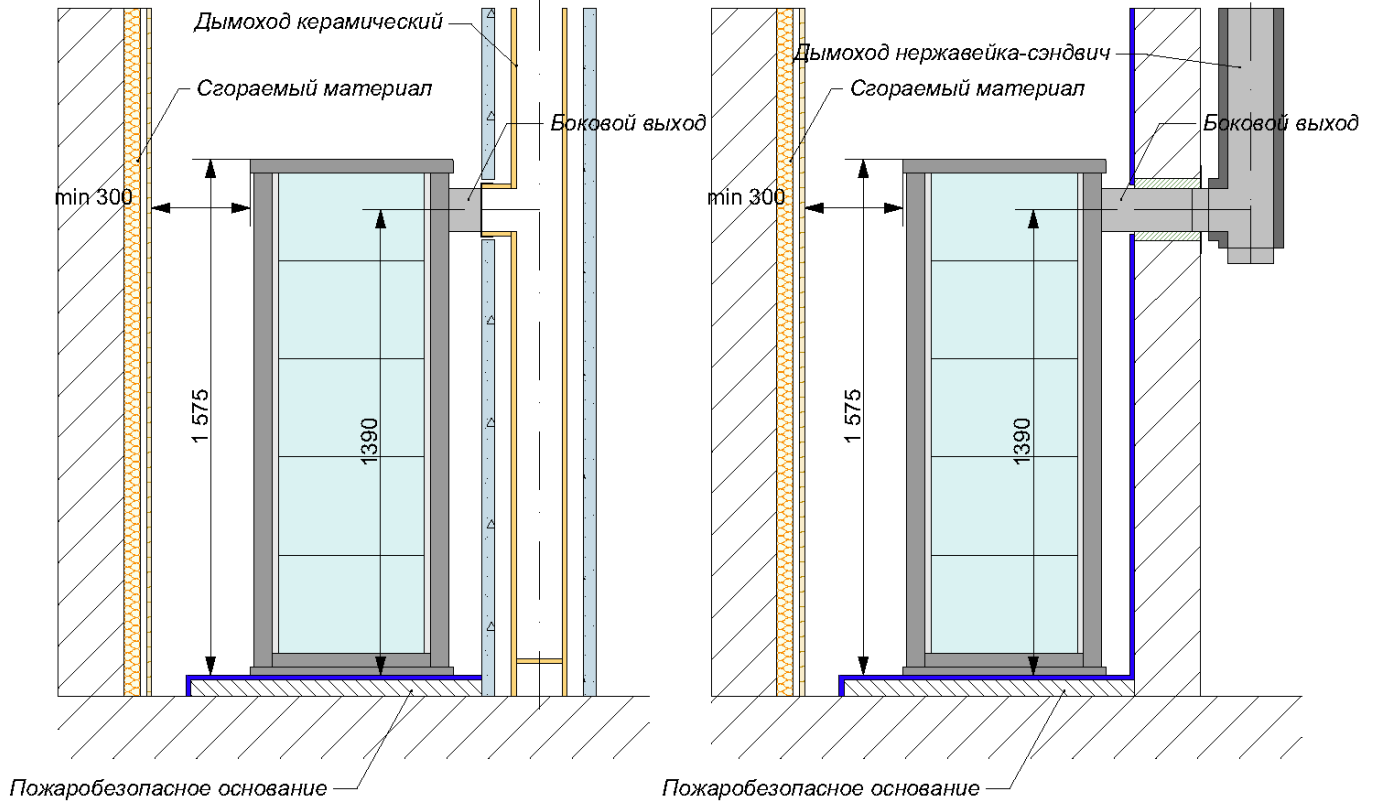 Дымоход керамический
Сгораемый материал
Боковой выход
min 300
1 575
1390
Пожаробезопасное основание
Дымоход нержавейка-сэндвич
Сгораемый материал
Боковой выход
min 300
1 575
1390
Пожаробезопасное основание